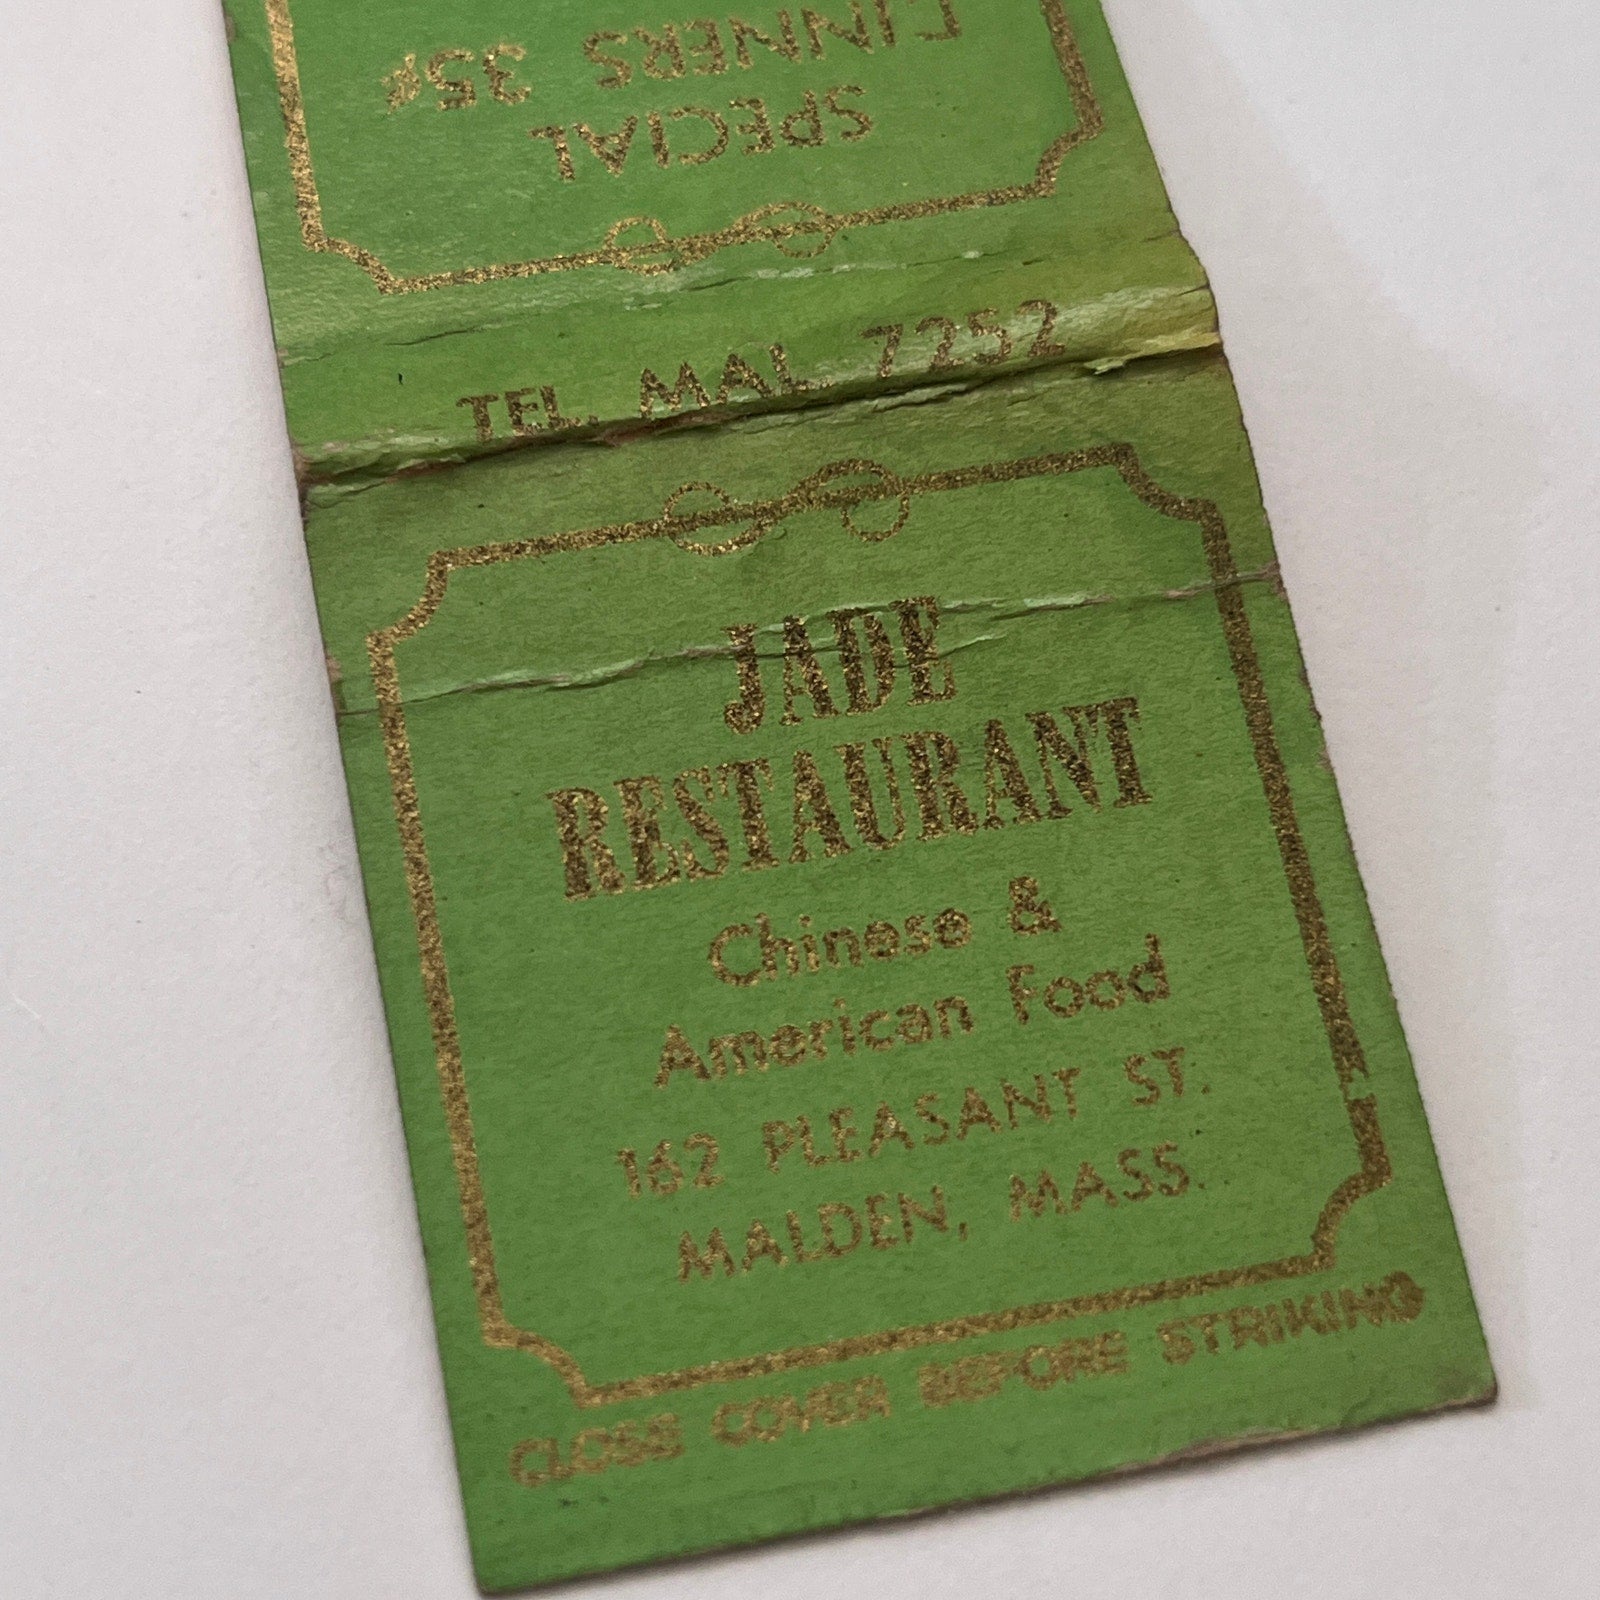 SPECIAL
DINNERS 35¢
TEL. MAL. 7252
JADE
RESTAURANT
Chinese &
American Food
162 PLEASANT ST.
MALDEN, MASS.
CLOSE COVER BEFORE STRIKING